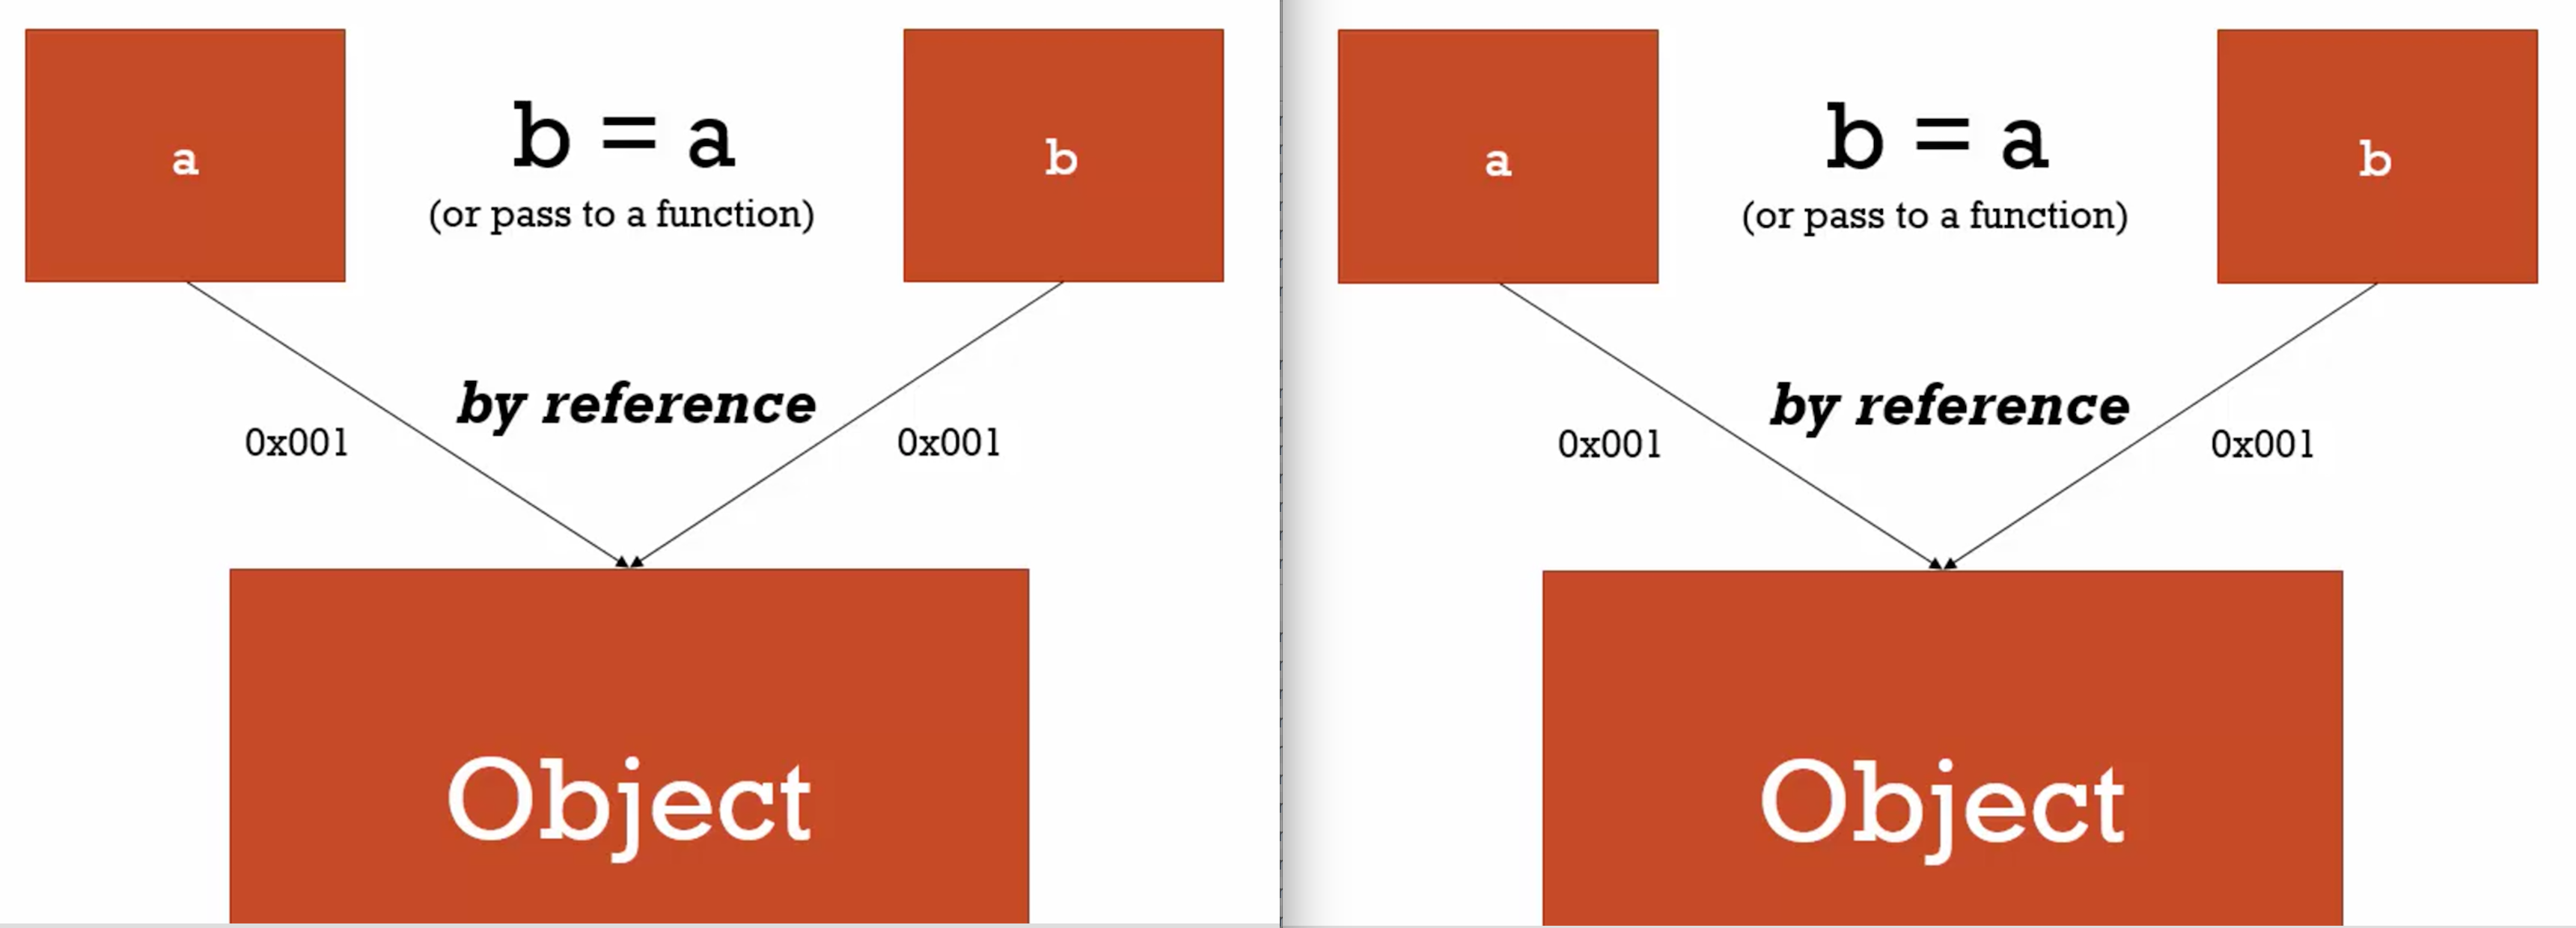 a
b = a
b
(or pass to a function)
by reference
0x001
0x001
Object
a
b = a
b
(or pass to a function)
by reference
0x001
0x001
Object